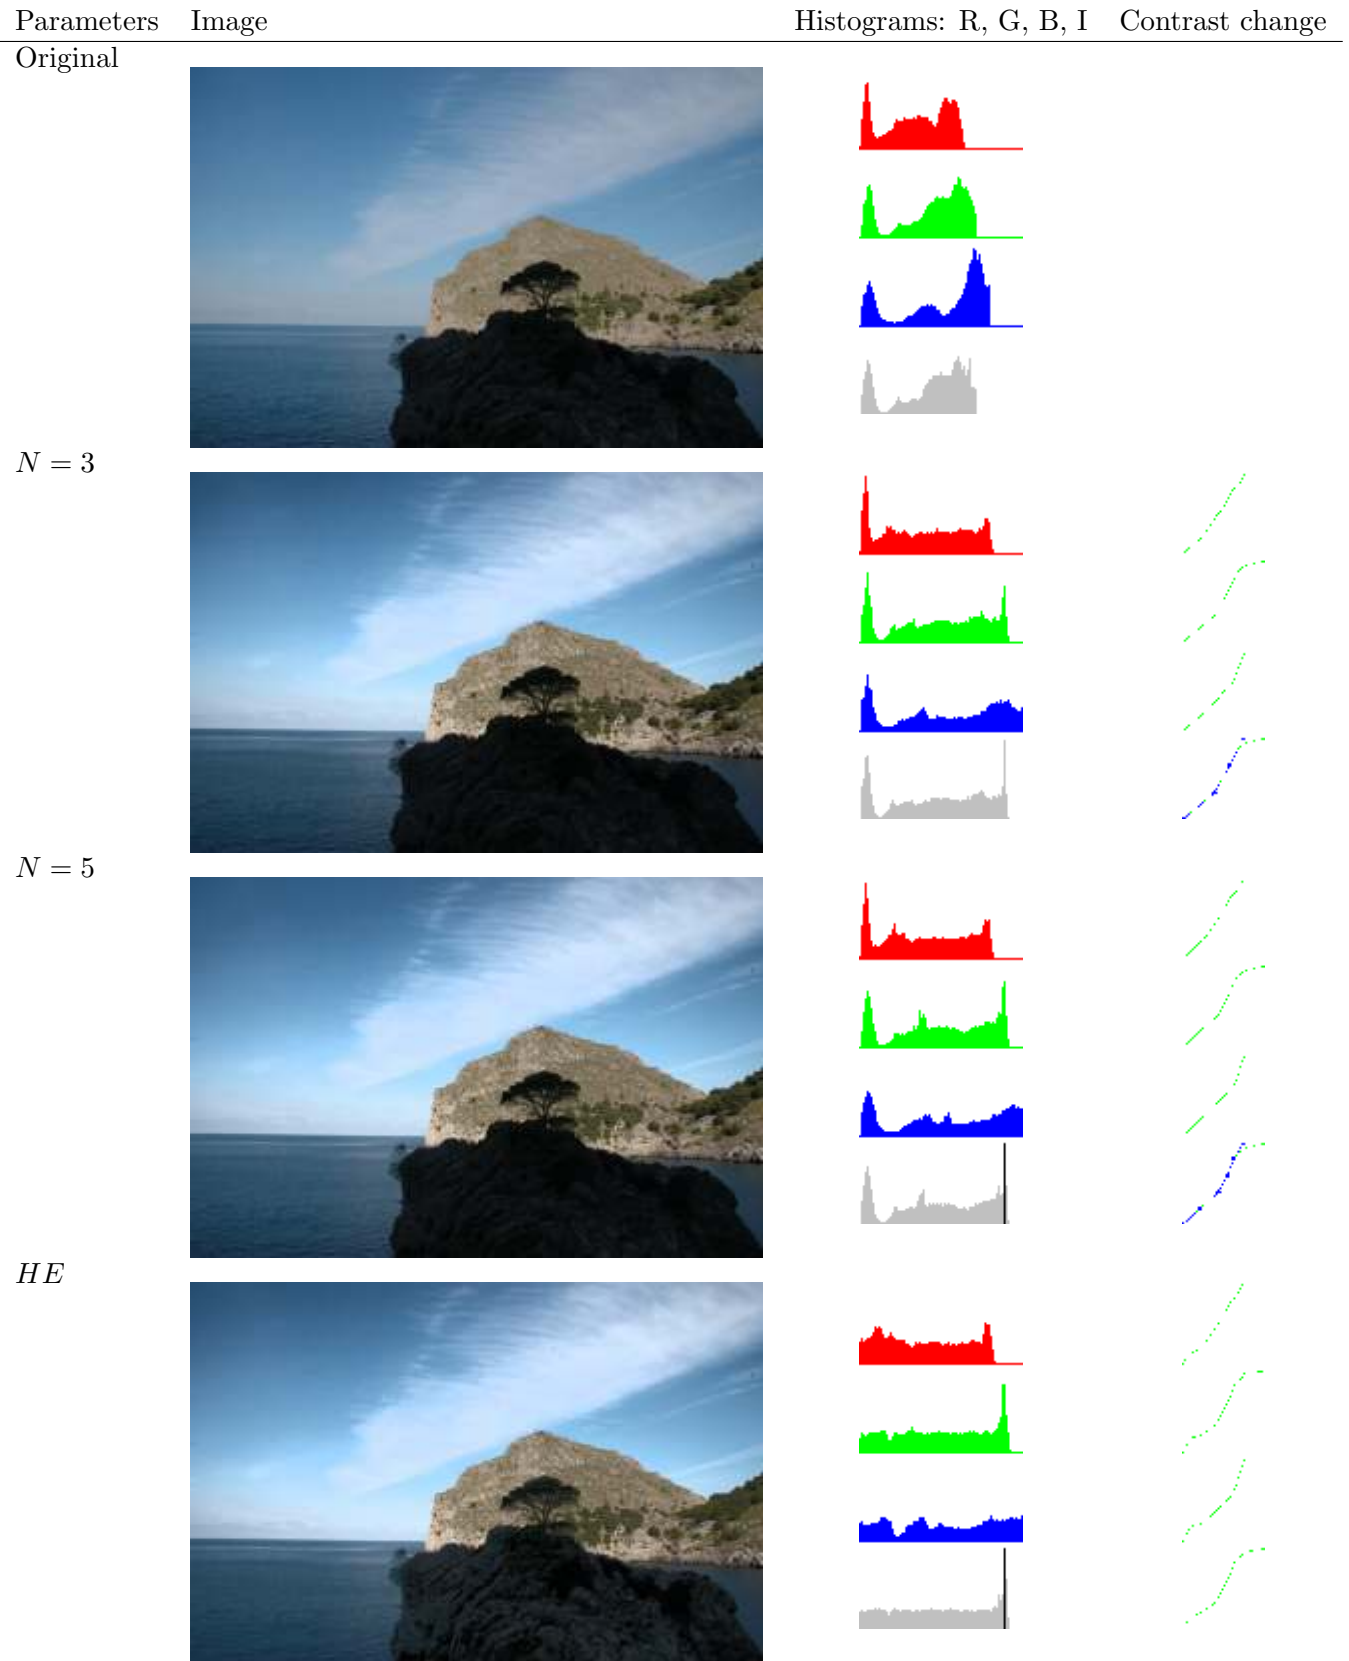 Parameters Image Histograms: R, G, B, I Contrast change
Original
N = 3
N = 5
HE